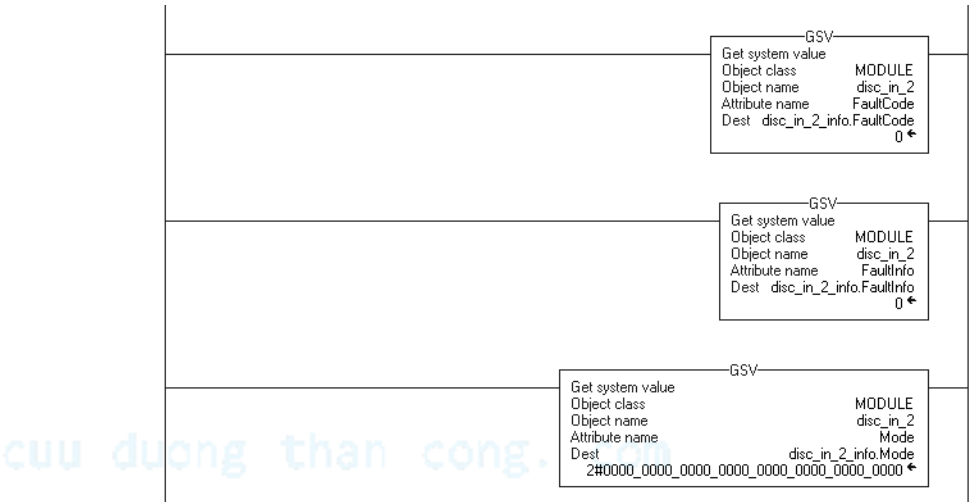 GSV
Get system value
Object class MODULE
Object name disc_in_2
Attribute name FaultCode
Dest disc_in_2_info.FaultCode
0
GSV
Get system value
Object class MODULE
Object name disc_in_2
Attribute name FaultInfo
Dest disc_in_2_info.FaultInfo
0
GSV
Get system value
Object class MODULE
Object name disc_in_2
Attribute name Mode
Dest disc_in_2_info.Mode
2#0000_0000_0000_0000_0000_0000_0000_0000
cuu duong than cong . com